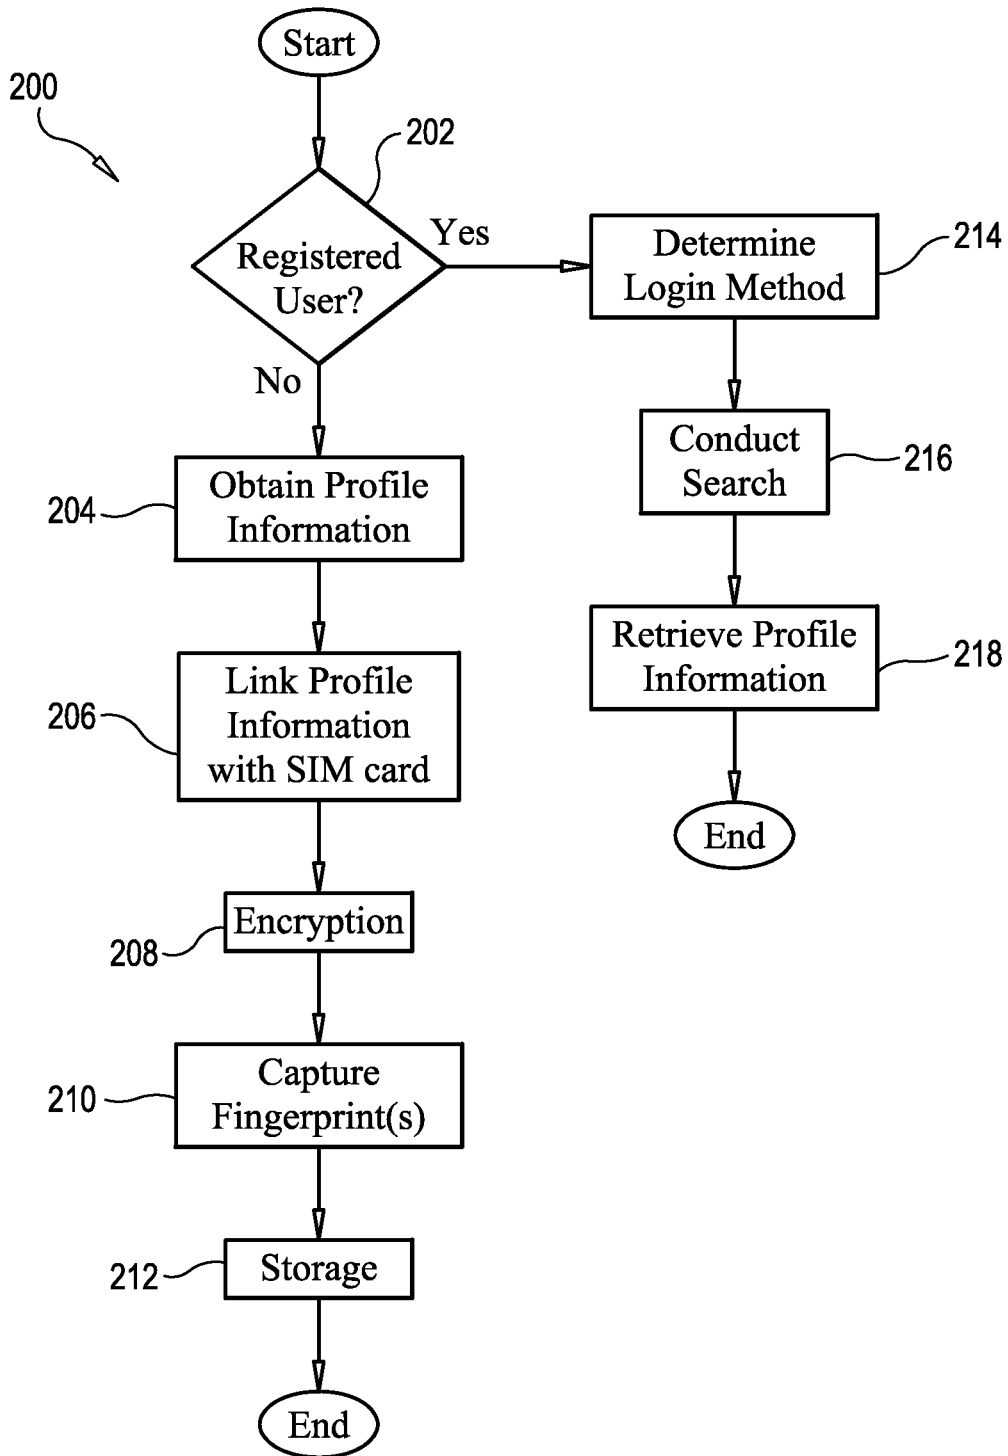 Start
200
202
Registered
User?
Yes
No
Determine
Login Method
214
Conduct
Search
216
Retrieve Profile
Information
218
End
Obtain Profile
Information
204
Link Profile
Information
with SIM card
206
Encryption
208
Capture
Fingerprint(s)
210
Storage
212
End